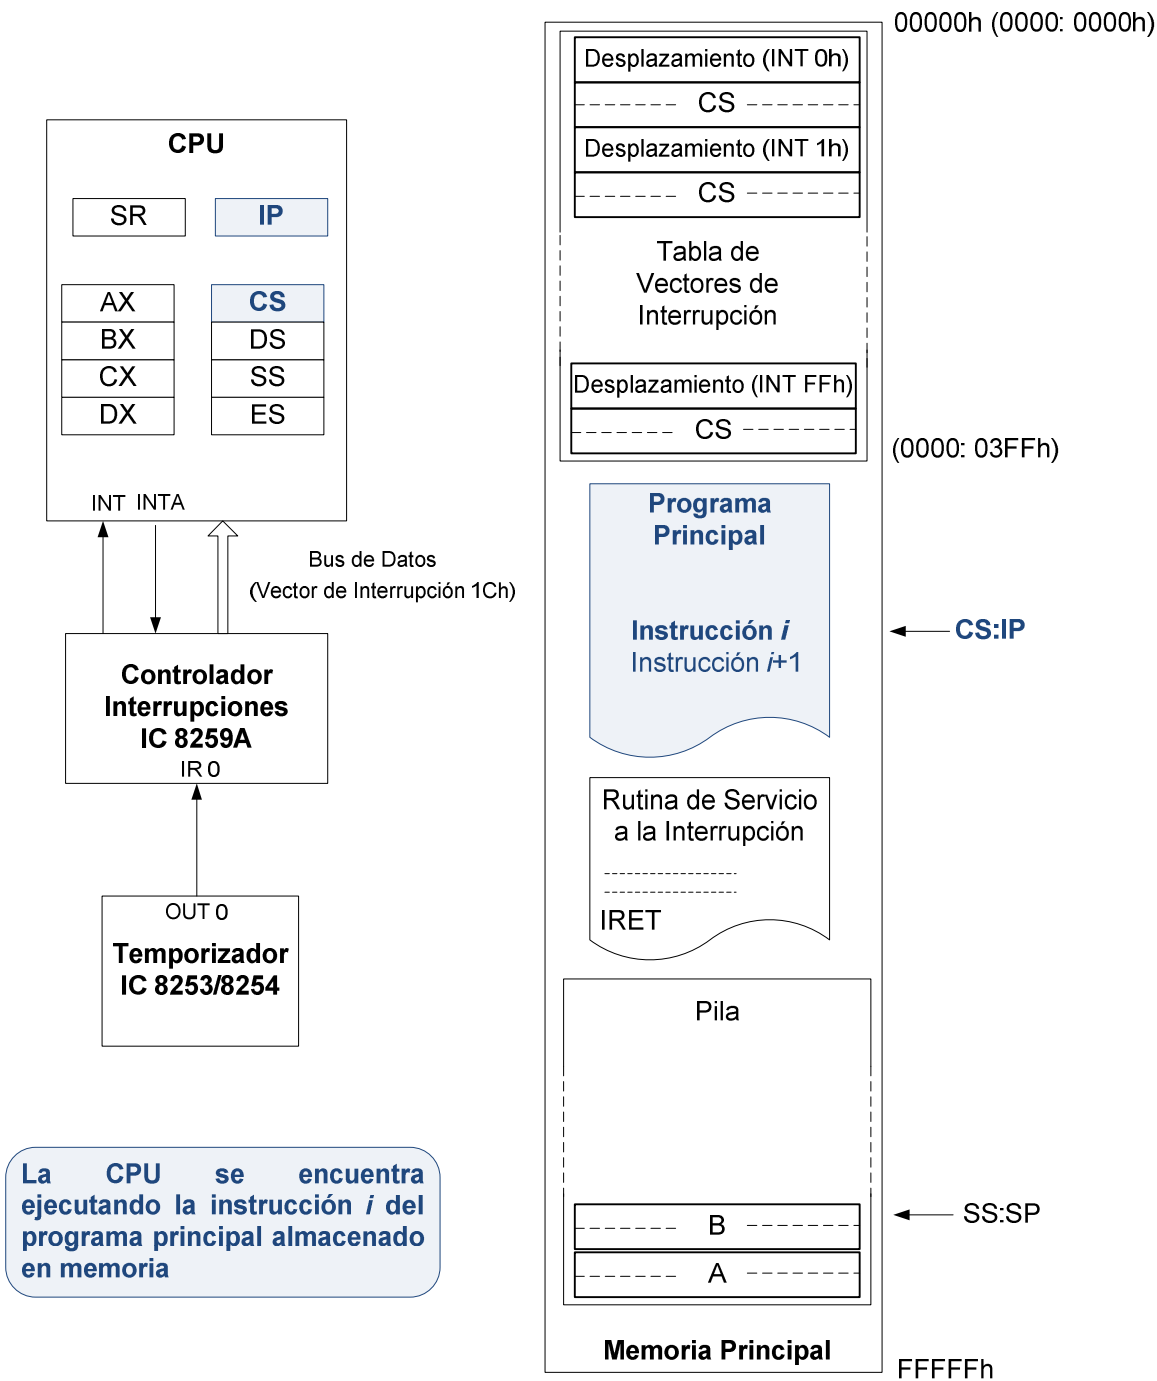 CPU
SR
IP
AX
BX
CX
DX
CS
DS
SS
ES
INT
INTA
Bus de Datos
(Vector de Interrupción 1Ch)
Controlador
Interrupciones
IC 8259A
IR 0
OUT 0
Temporizador
IC 8253/8254
La CPU se encuentra
ejecutando la instrucción i del
programa principal almacenado
en memoria
00000h (0000: 0000h)
Desplazamiento (INT 0h)
CS
Desplazamiento (INT 1h)
CS
Tabla de
Vectores de
Interrupción
Desplazamiento (INT FFh)
CS
(0000: 03FFh)
Programa
Principal
Instrucción i
Instrucción i+1
CS:IP
Rutina de Servicio
a la Interrupción
IRET
Pila
B
SS:SP
A
Memoria Principal
FFFFFh